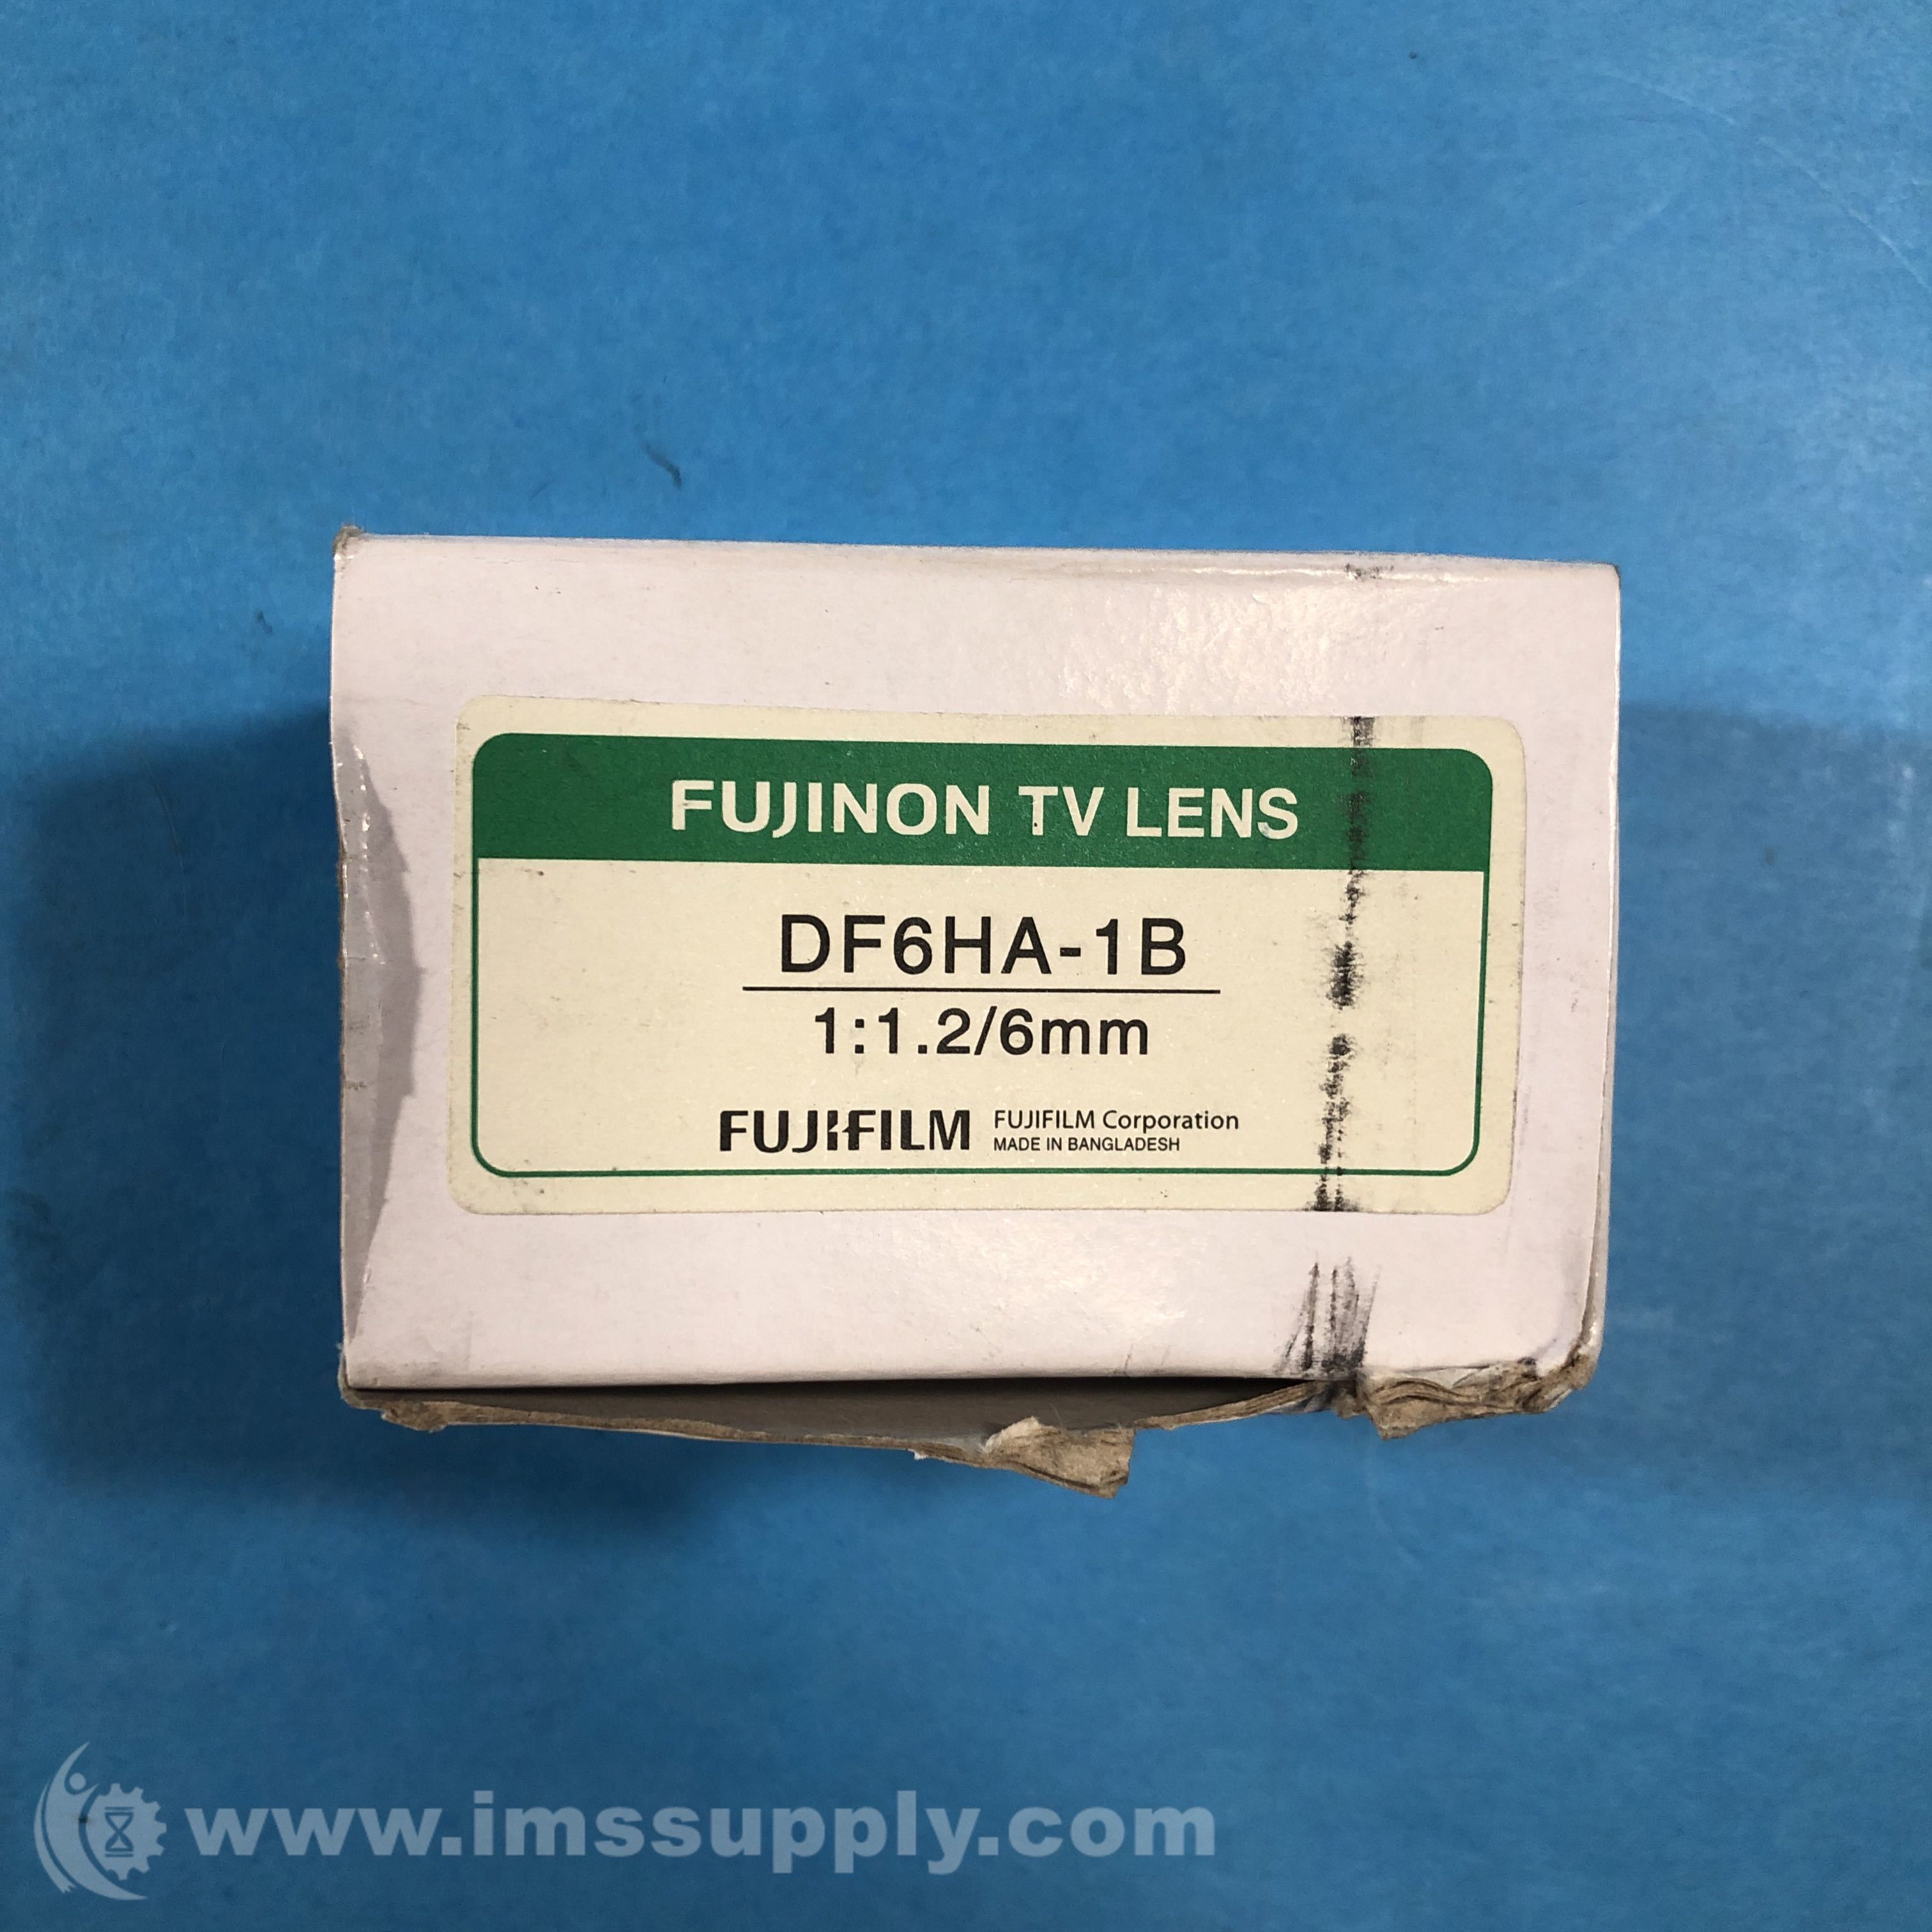 FUJINON TV LENS
DF6HA-1B
1:1.2/6mm
FUJIFILM FUJIFILM Corporation
MADE IN BANGLADESH
www.imssupply.com